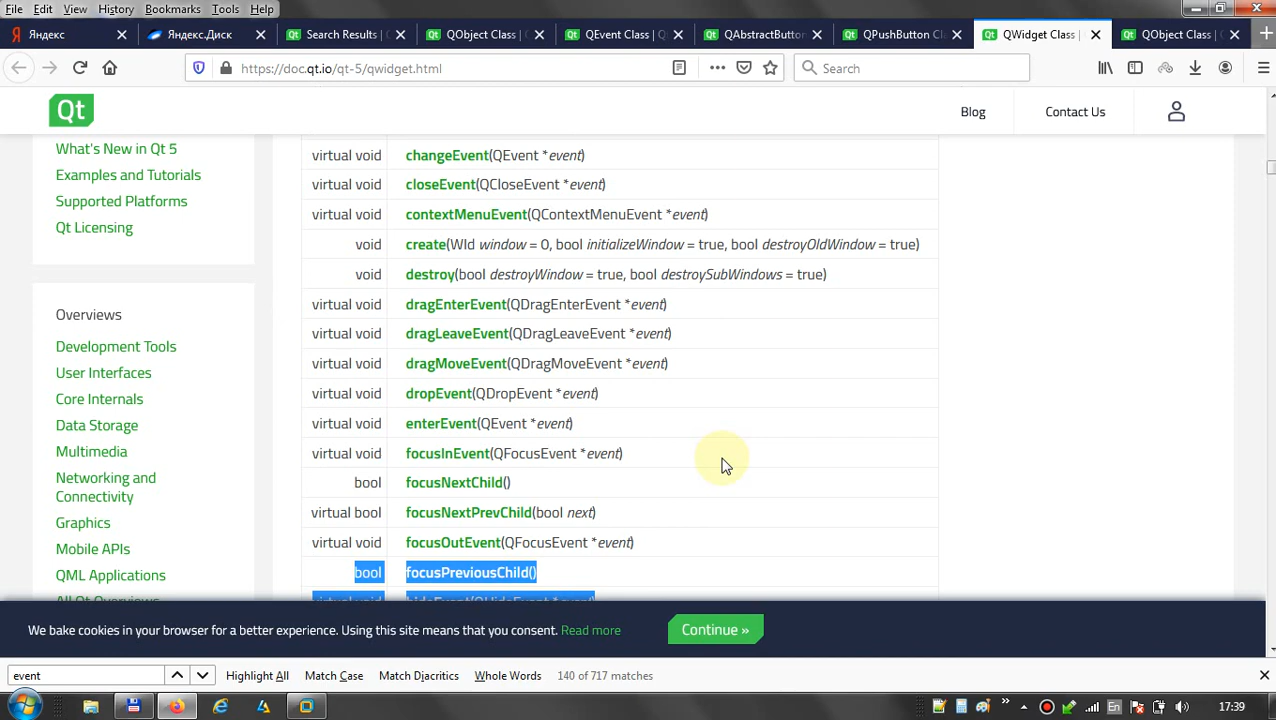 File Edit View History Bookmarks Tools Help
Яндекс
Яндекс.Диск
Search Results |
QObject Class |
QEvent Class |
QAbstractButton
QPushButton Cl
QWidget Class |
QObject Class |
https://doc.qt.io/qt-5/qwidget.html
Search
Qt
Blog
Contact Us
What's New in Qt 5
Examples and Tutorials
Supported Platforms
Qt Licensing
Overviews
Development Tools
User Interfaces
Core Internals
Data Storage
Multimedia
Networking and
Connectivity
Graphics
Mobile APIs
QML Applications
All Qt Overviews
virtual void changeEvent(QEvent *event)
virtual void closeEvent(QCloseEvent *event)
virtual void contextMenuEvent(QContextMenuEvent *event)
void create(WId window = 0, bool initializeWindow = true, bool destroyOldWindow = true)
void destroy(bool destroyWindow = true, bool destroySubWindows = true)
virtual void dragEnterEvent(QDragEnterEvent *event)
virtual void dragLeaveEvent(QDragLeaveEvent *event)
virtual void dragMoveEvent(QDragMoveEvent *event)
virtual void dropEvent(QDropEvent *event)
virtual void enterEvent(QEvent *event)
virtual void focusInEvent(QFocusEvent *event)
bool focusNextChild()
virtual bool focusNextPrevChild(bool next)
virtual void focusOutEvent(QFocusEvent *event)
bool focusPreviousChild()
virtual void hideEvent(QHideEvent *event)
We bake cookies in your browser for a better experience. Using this site means that you consent. Read more
Continue »
event
Highlight All Match Case Match Diacritics Whole Words 140 of 717 matches
En
17:39